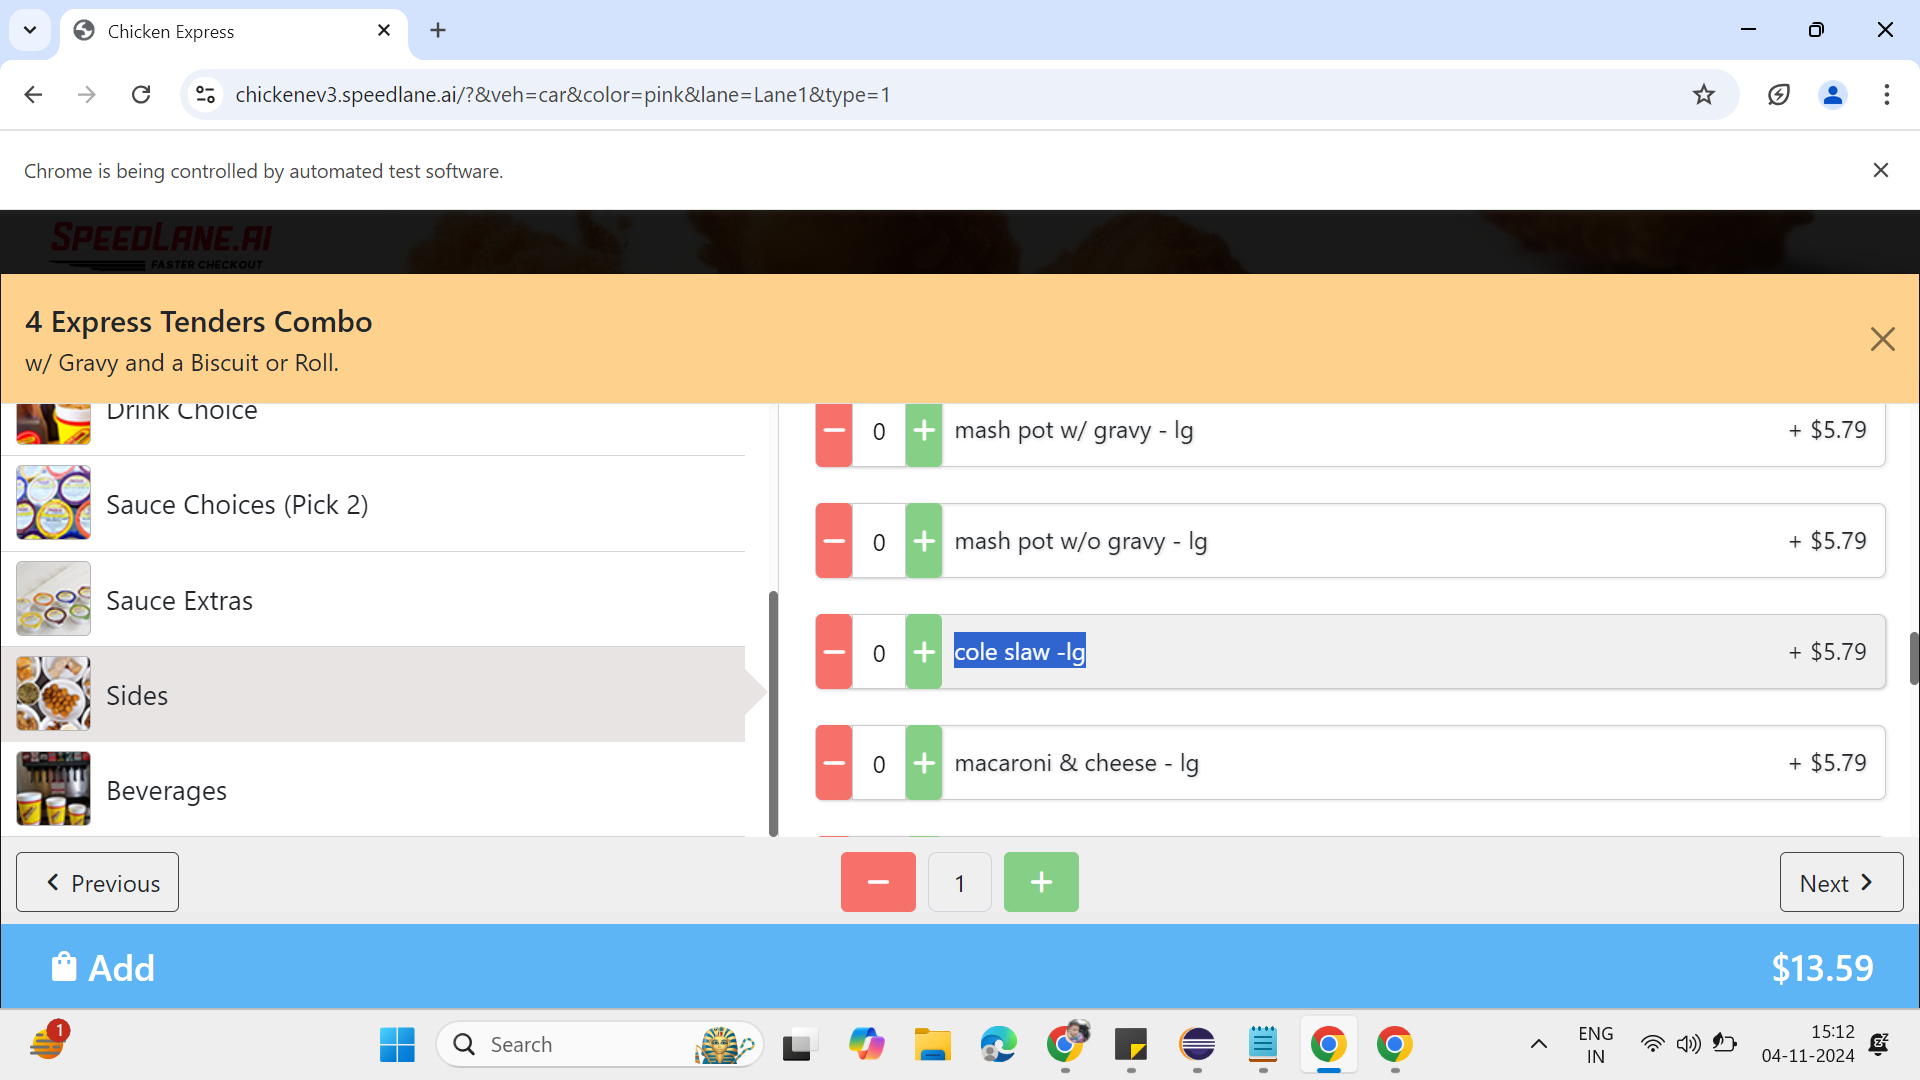 Chicken Express
chickenev3.speedlane.ai/?&veh=car&color=pink&lane=Lane1&type=1
Chrome is being controlled by automated test software.
SPEEDLANE.AI
FASTER CHECKOUT
4 Express Tenders Combo
w/ Gravy and a Biscuit or Roll.
Drink Choice
Sauce Choices (Pick 2)
Sauce Extras
Sides
Beverages
0 mash pot w/ gravy - lg + $5.79
0 mash pot w/o gravy - lg + $5.79
0 cole slaw -lg + $5.79
0 macaroni & cheese - lg + $5.79
Previous
1
Next
Add $13.59
1
Search
ENG
IN
15:12
04-11-2024